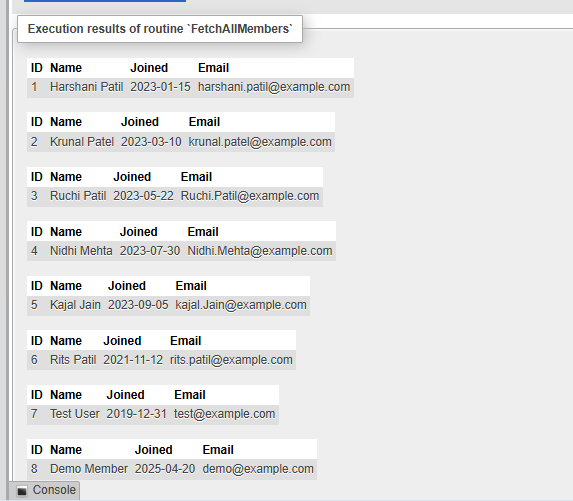 Execution results of routine `FetchAllMembers`
ID Name Joined Email
1 Harshani Patil 2023-01-15 harshani.patil@example.com
ID Name Joined Email
2 Krunal Patel 2023-03-10 krunal.patel@example.com
ID Name Joined Email
3 Ruchi Patil 2023-05-22 Ruchi.Patil@example.com
ID Name Joined Email
4 Nidhi Mehta 2023-07-30 Nidhi.Mehta@example.com
ID Name Joined Email
5 Kajal Jain 2023-09-05 kajal.Jain@example.com
ID Name Joined Email
6 Rits Patil 2021-11-12 rits.patil@example.com
ID Name Joined Email
7 Test User 2019-12-31 test@example.com
ID Name Joined Email
8 Demo Member 2025-04-20 demo@example.com
Console